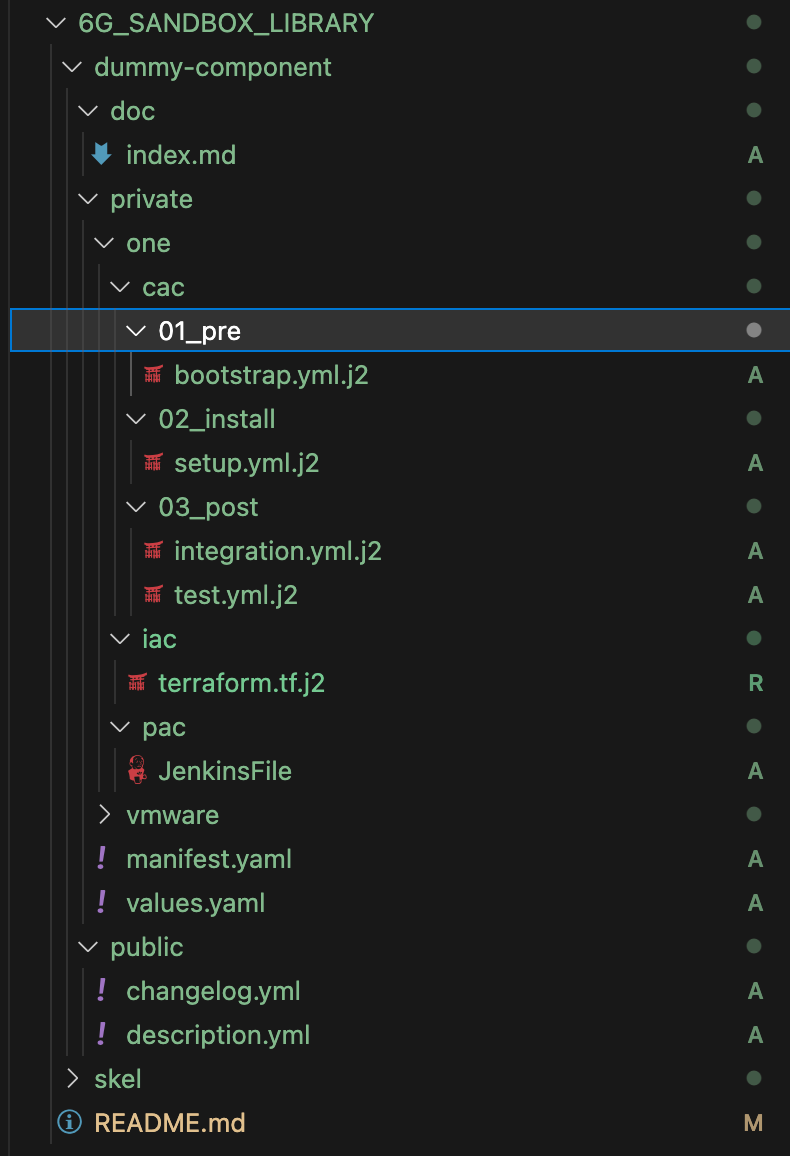 6G_SANDBOX_LIBRARY
dummy-component
doc
index.md A
private
one
cac
01_pre
bootstrap.yml.j2 A
02_install
setup.yml.j2 A
03_post
integration.yml.j2 A
test.yml.j2 A
iac
terraform.tf.j2 R
pac
JenkinsFile A
vmware
! manifest.yaml A
! values.yaml A
public
! changelog.yml A
! description.yml A
skel
README.md M